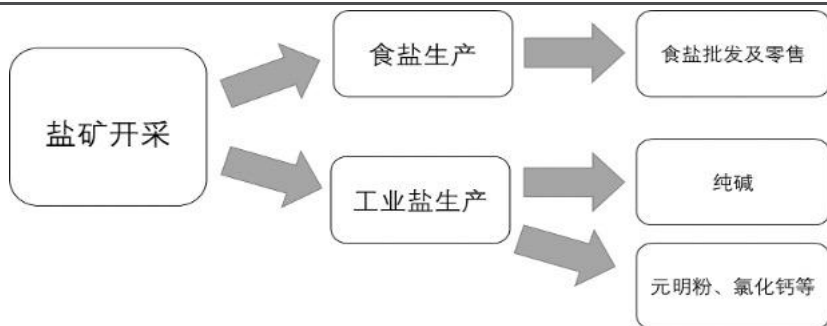 盐矿开采
食盐生产
食盐批发及零售
工业盐生产
纯碱
元明粉、氯化钙等